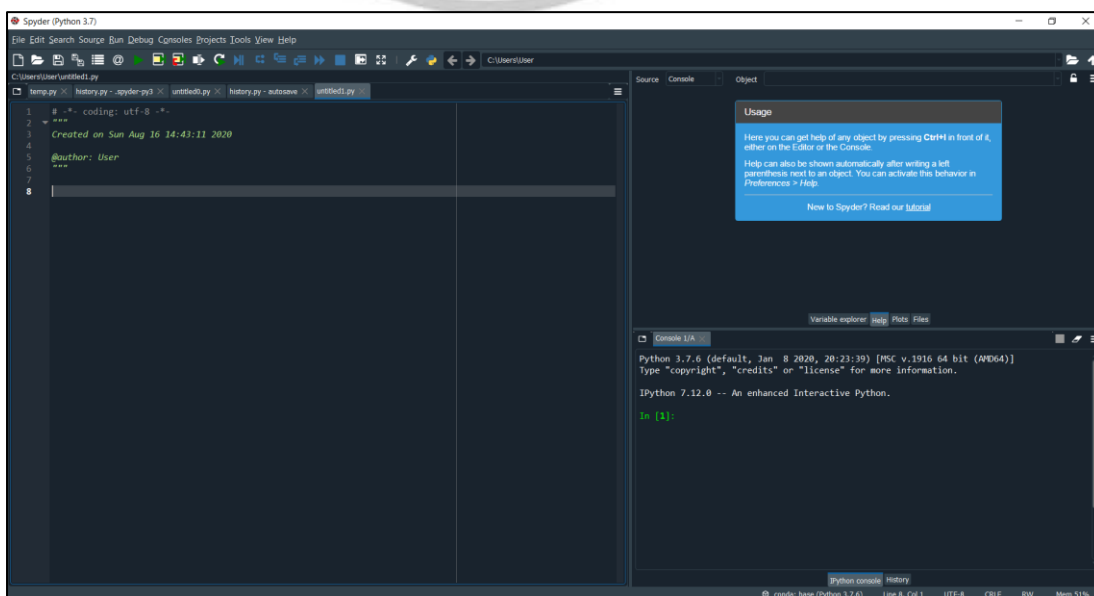 Spyder (Python 3.7)
File Edit Search Source Run Debug Consoles Projects Tools View Help
C:\Users\User
C:\Users\User\untitled1.py
temp.py history.py - .spyder-py3 untitled0.py history.py - autosave untitled1.py
1 # -*- coding: utf-8 -*-
2 """
3 Created on Sun Aug 16 14:43:11 2020
4
5 @author: User
6 """
7
8
Source Console Object
Usage
Here you can get help of any object by pressing Ctrl+I in front of it,
either on the Editor or the Console.
Help can also be shown automatically after writing a left
parenthesis next to an object. You can activate this behavior in
Preferences > Help.
New to Spyder? Read our tutorial
Variable explorer Help Plots Files
Console 1/A
Python 3.7.6 (default, Jan  8 2020, 20:23:39) [MSC v.1916 64 bit (AMD64)]
Type "copyright", "credits" or "license" for more information.
IPython 7.12.0 -- An enhanced Interactive Python.
In [1]:
IPython console History
conda: base (Python 3.7.6) Line 8, Col 1 UTF-8 CRLF RW Mem 51%